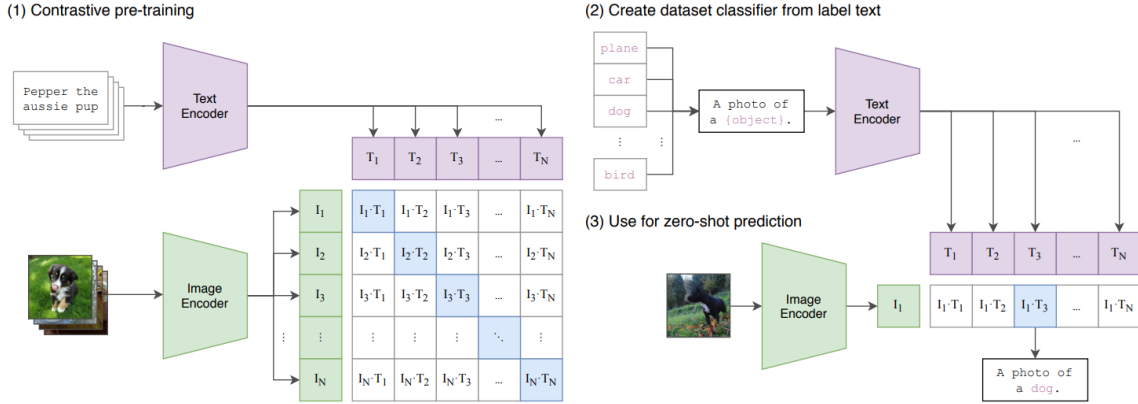 (1) Contrastive pre-training
Pepper the
aussie pup
Text
Encoder
...
T1 T2 T3 ... TN
I1 I1·T1 I1·T2 I1·T3 ... I1·TN
I2 I2·T1 I2·T2 I2·T3 ... I2·TN
I3 I3·T1 I3·T2 I3·T3 ... I3·TN
⋮ ⋮ ⋮ ⋮ ⋱ ⋮
IN IN·T1 IN·T2 IN·T3 ... IN·TN
Image
Encoder
(2) Create dataset classifier from label text
plane
car
dog
⋮
bird
⋮ ⋮
A photo of
a {object}.
Text
Encoder
...
(3) Use for zero-shot prediction
Image
Encoder
T1 T2 T3 ... TN
I1 I1·T1 I1·T2 I1·T3 ... I1·TN
A photo of
a dog.